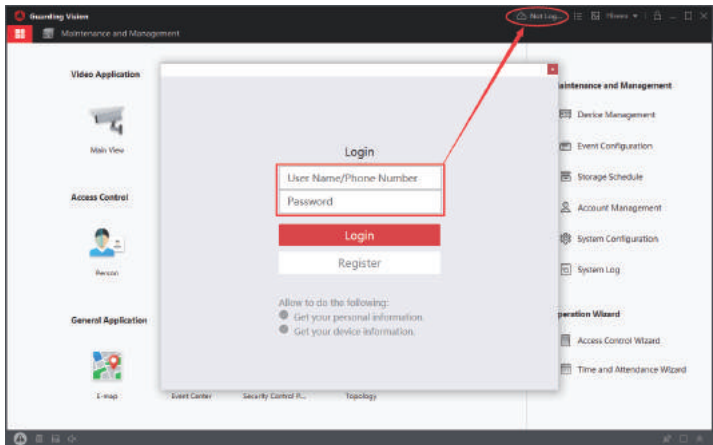 Guarding Vision
Not Log...
Maintenance and Management
Video Application
Main View
Access Control
Person
General Application
E-map
Event Center
Security Control P...
Topology
Login
User Name/Phone Number
Password
Login
Register
Allow to do the following:
Get your personal information.
Get your device information.
aintenance and Management
Device Management
Event Configuration
Storage Schedule
Account Management
System Configuration
System Log
peration Wizard
Access Control Wizard
Time and Attendance Wizard